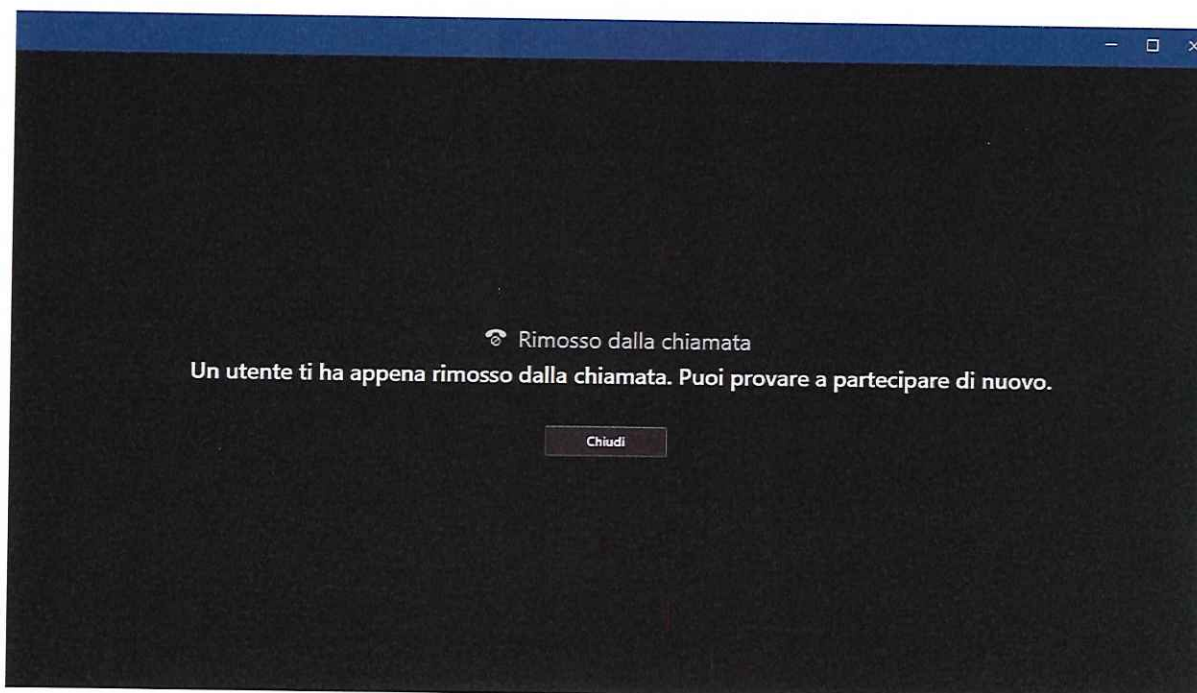 Rimosso dalla chiamata
Un utente ti ha appena rimosso dalla chiamata. Puoi provare a partecipare di nuovo.
Chiudi